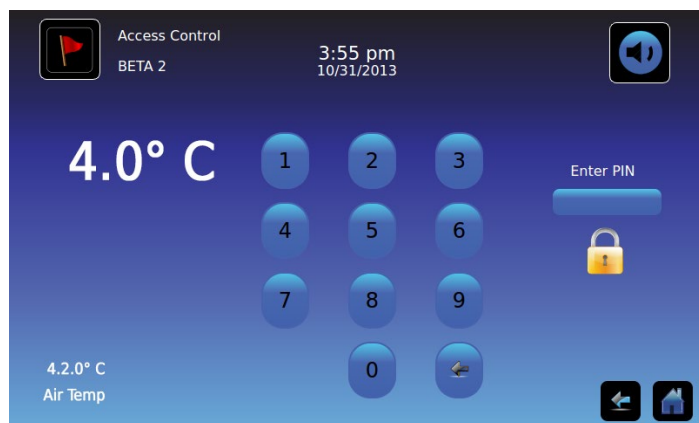 Access Control
BETA 2
3:55 pm
10/31/2013
4.0° C
1 2 3
Enter PIN
4 5 6
7 8 9
0
4.2.0° C
Air Temp